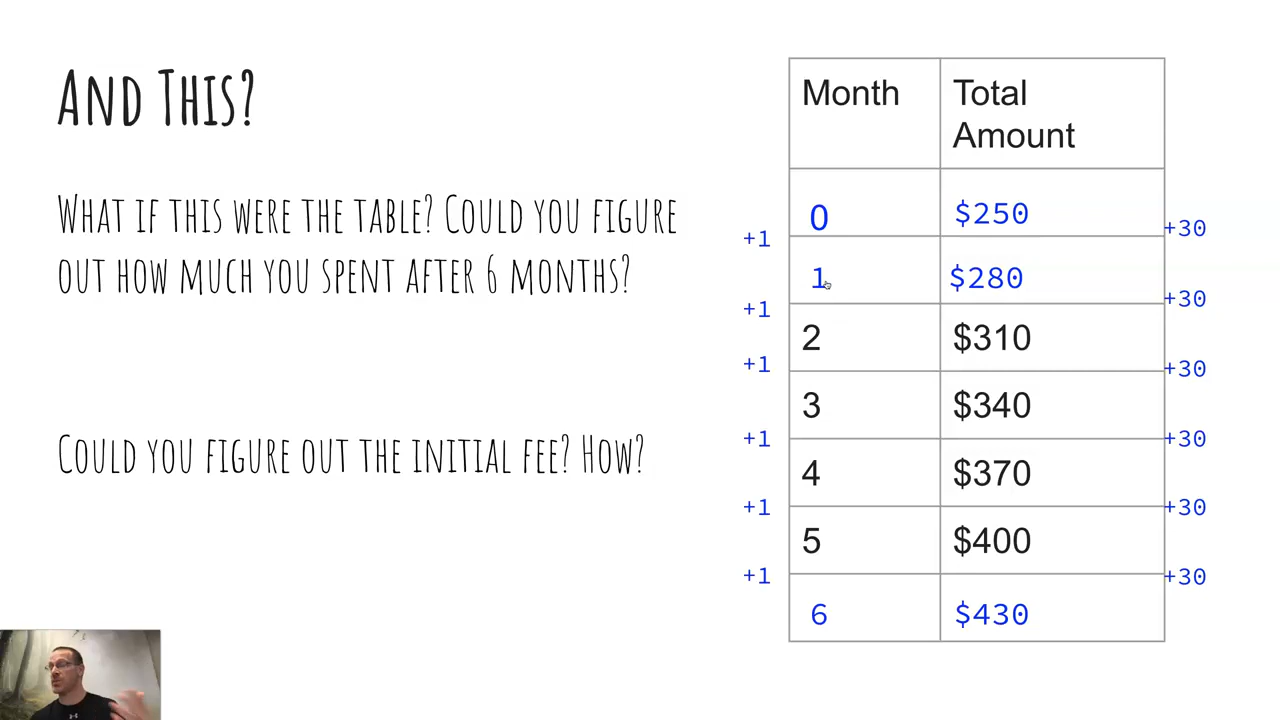 And This?
What if this were the table? Could you figure
out how much you spent after 6 months?
Could you figure out the initial fee? How?
Month Total
Amount
0 $250
+1 +30
1 $280
+1 +30
2 $310
+1 +30
3 $340
+1 +30
4 $370
+1 +30
5 $400
+1 +30
6 $430